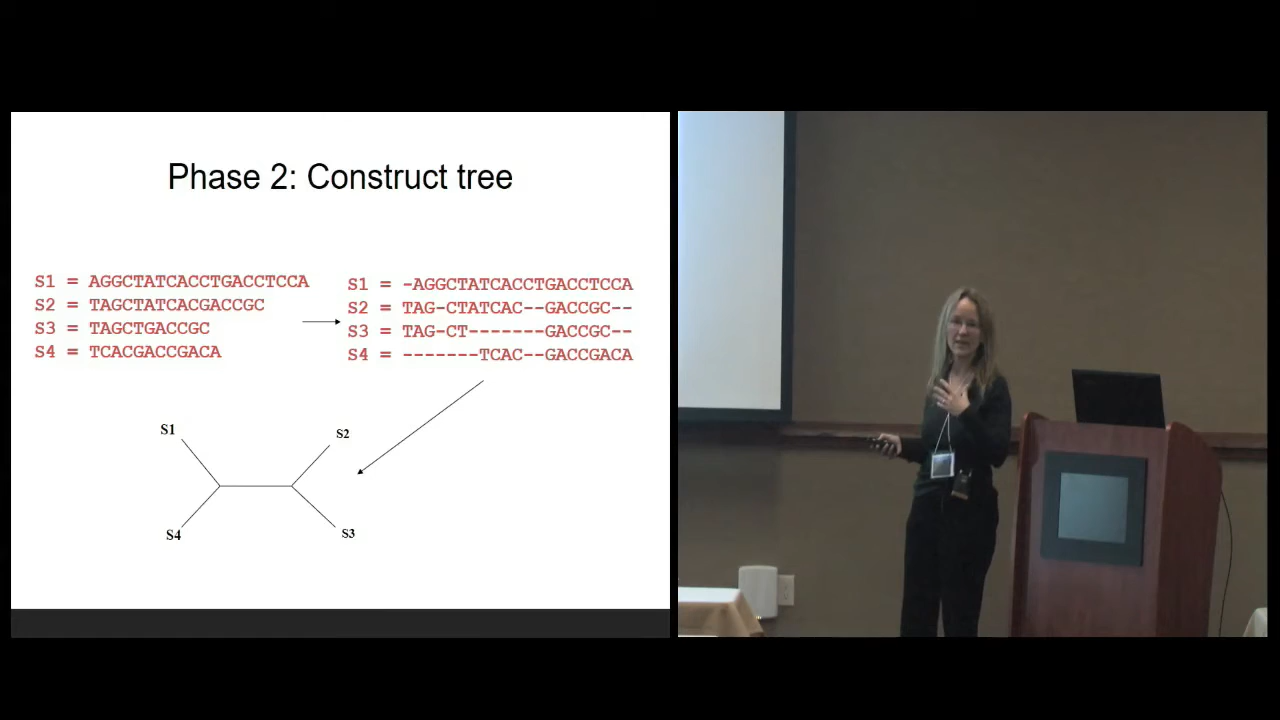 Phase 2: Construct tree
S1 = AGGCTATCACCTGACCTCCA
S2 = TAGCTATCACGACCGC
S3 = TAGCTGACCGC
S4 = TCACGACCGACA
S1 = -AGGCTATCACCTGACCTCCA
S2 = TAG-CTATCAC--GACCGC--
S3 = TAG-CT-------GACCGC--
S4 = -------TCAC--GACCGACA
S1
S2
S4
S3